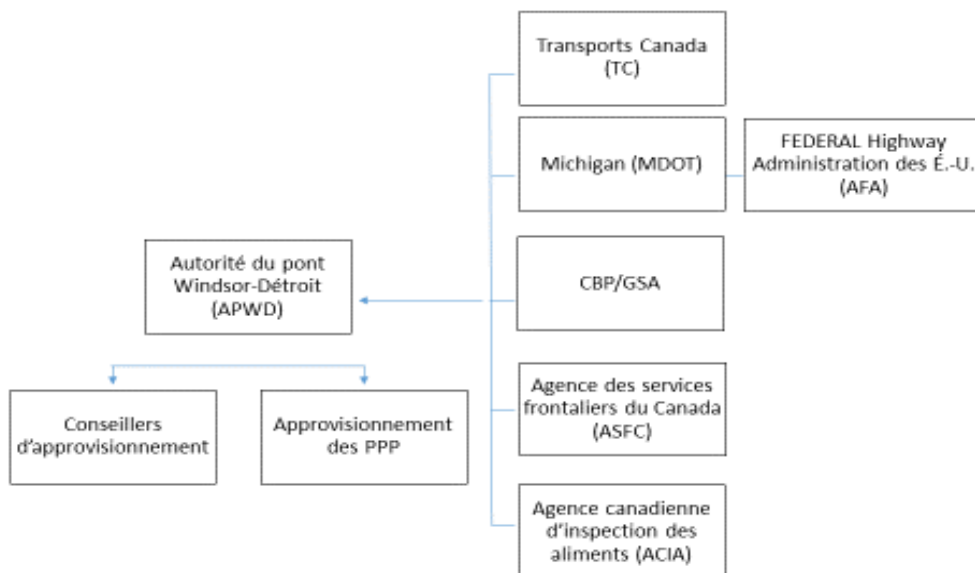 Transports Canada
(TC)
Michigan (MDOT)
FEDERAL Highway
Administration des É.-U.
(AFA)
Autorité du pont
Windsor-Détroit
(APWD)
CBP/GSA
Conseillers
d'approvisionnement
Approvisionnement
des PPP
Agence des services
frontaliers du Canada
(ASFC)
Agence canadienne
d'inspection des
aliments (ACIA)